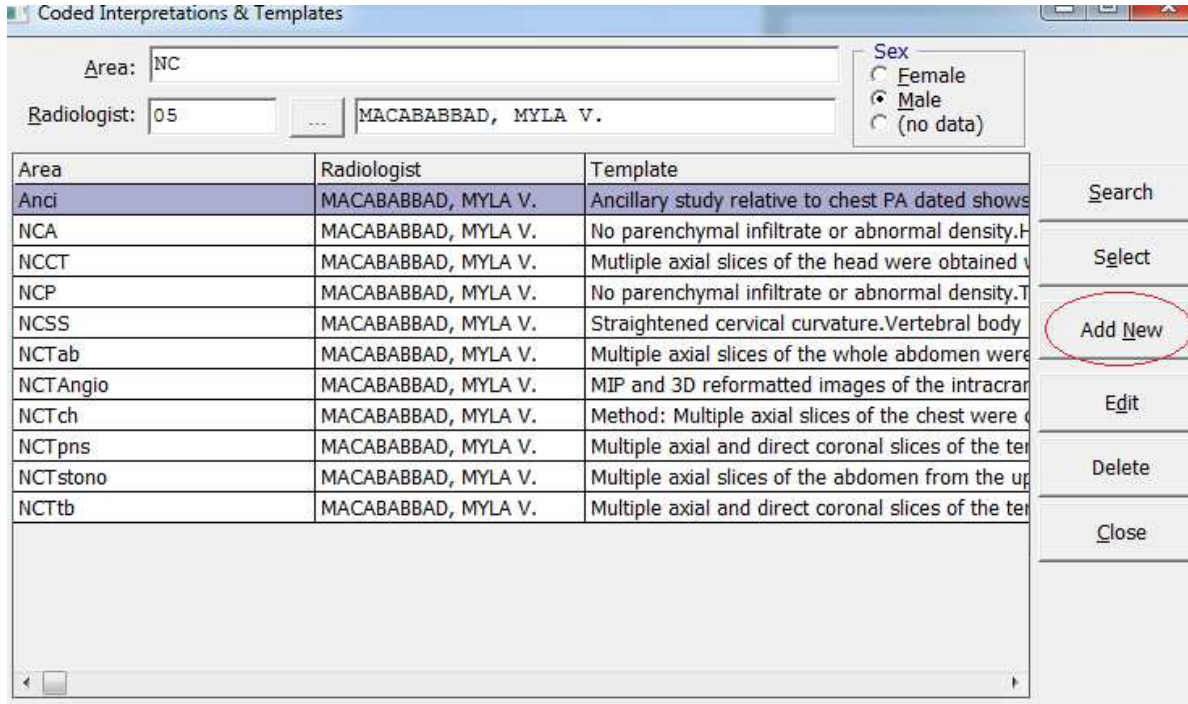 Coded Interpretations & Templates
Area: NC
Sex
Female
Male
(no data)
Radiologist: 05 ... MACABABBAD, MYLA V.
Area Radiologist Template
Anci MACABABBAD, MYLA V. Ancillary study relative to chest PA dated shows
NCA MACABABBAD, MYLA V. No parenchymal infiltrate or abnormal density.H
NCCT MACABABBAD, MYLA V. Mutliple axial slices of the head were obtained
NCP MACABABBAD, MYLA V. No parenchymal infiltrate or abnormal density.T
NCSS MACABABBAD, MYLA V. Straightened cervical curvature.Vertebral body
NCTab MACABABBAD, MYLA V. Multiple axial slices of the whole abdomen were
NCTAngio MACABABBAD, MYLA V. MIP and 3D reformatted images of the
NCTch MACABABBAD, MYLA V. Method: Multiple axial slices of the chest were
NCTpns MACABABBAD, MYLA V. Multiple axial and direct coronal slices of the
NCTstono MACABABBAD, MYLA V. Multiple axial slices of the abdomen from the
NCTtb MACABABBAD, MYLA V. Multiple axial and direct coronal slices of the
Search
Select
Add New
Edit
Delete
Close